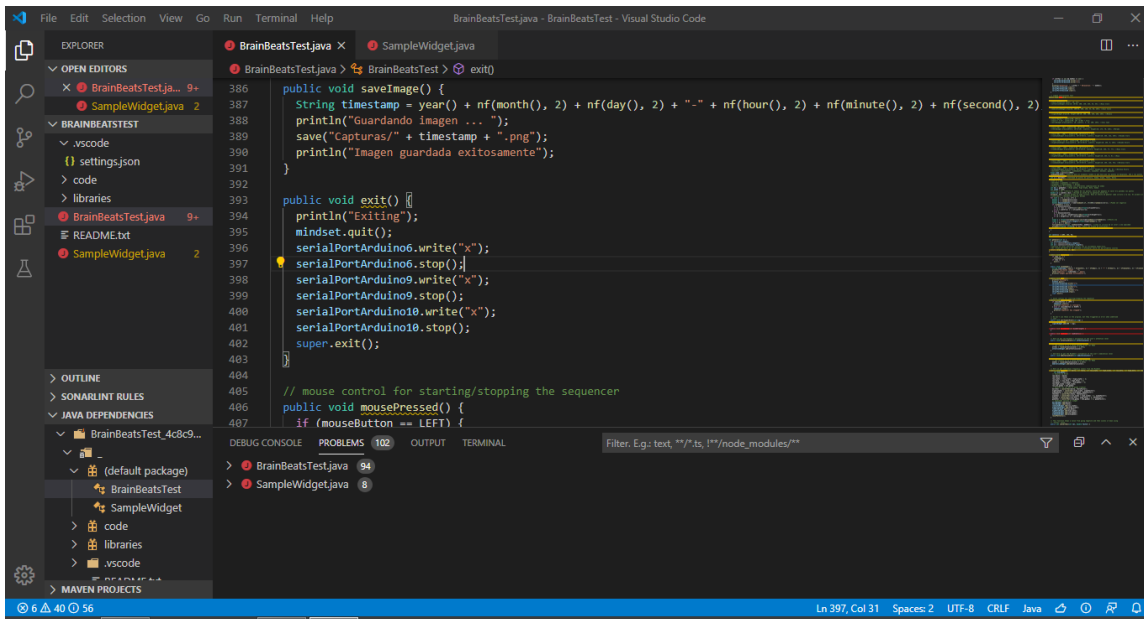 File Edit Selection View Go Run Terminal Help BrainBeatsTest.java - BrainBeatsTest - Visual Studio Code
EXPLORER
OPEN EDITORS
BrainBeatsTest.ja... 9+
SampleWidget.java 2
BRAINBEATSTEST
.vscode
{} settings.json
code
libraries
BrainBeatsTest.java 9+
README.txt
SampleWidget.java 2
OUTLINE
SONARLINT RULES
JAVA DEPENDENCIES
BrainBeatsTest_4c8c9...
_
(default package)
BrainBeatsTest
SampleWidget
code
libraries
.vscode
README.txt
MAVEN PROJECTS
BrainBeatsTest.java SampleWidget.java
BrainBeatsTest.java > BrainBeatsTest > exit()
386 public void saveImage() {
387 String timestamp = year() + nf(month(), 2) + nf(day(), 2) + "-" + nf(hour(), 2) + nf(minute(), 2) + nf(second(), 2)
388 println("Guardando imagen ... ");
389 save("Capturas/" + timestamp + ".png");
390 println("Imagen guardada exitosamente");
391 }
392
393 public void exit() {
394 println("Exiting");
395 mindset.quit();
396 serialPortArduino6.write("x");
397 serialPortArduino6.stop();
398 serialPortArduino9.write("x");
399 serialPortArduino9.stop();
400 serialPortArduino10.write("x");
401 serialPortArduino10.stop();
402 super.exit();
403 }
404
405 // mouse control for starting/stopping the sequencer
406 public void mousePressed() {
407 if (mouseButton == LEFT) {
DEBUG CONSOLE PROBLEMS 102 OUTPUT TERMINAL Filter. E.g.: text, **/*.ts, !**/node_modules/**
BrainBeatsTest.java 94
SampleWidget.java 8
6 40 56 Ln 397, Col 31 Spaces: 2 UTF-8 CRLF Java